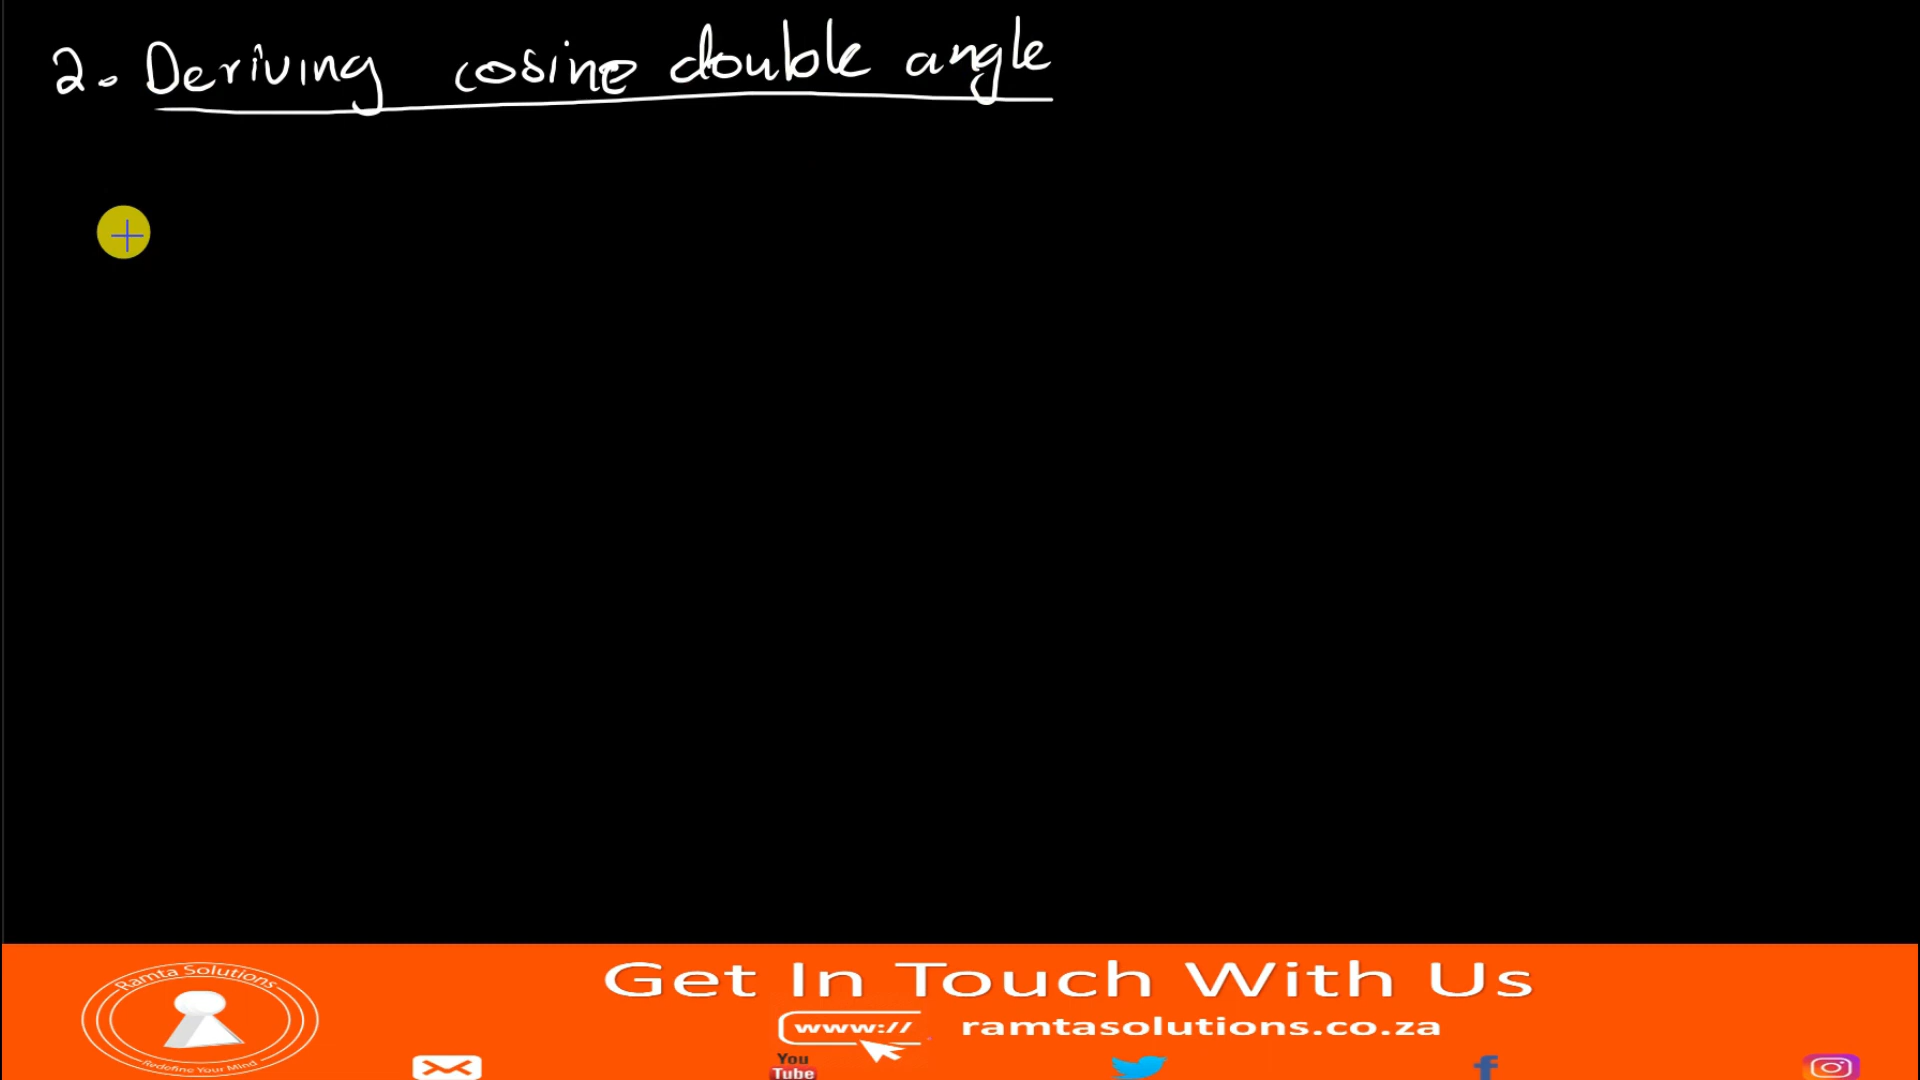 2. Deriving cosine double angle
Ramta Solutions
Redefine Your Mind
Get In Touch With Us
www://
ramtasolutions.co.za
You
Tube